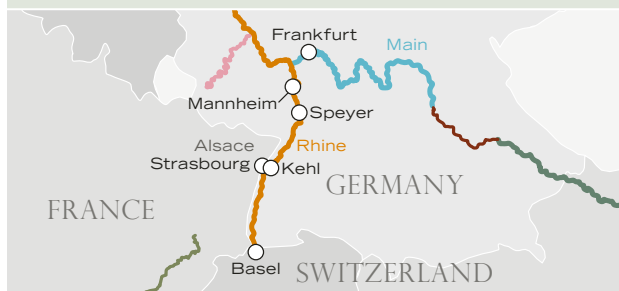 Frankfurt
Main
Mannheim
Speyer
Alsace
Rhine
Strasbourg
Kehl
GERMANY
FRANCE
Basel
SWITZERLAND